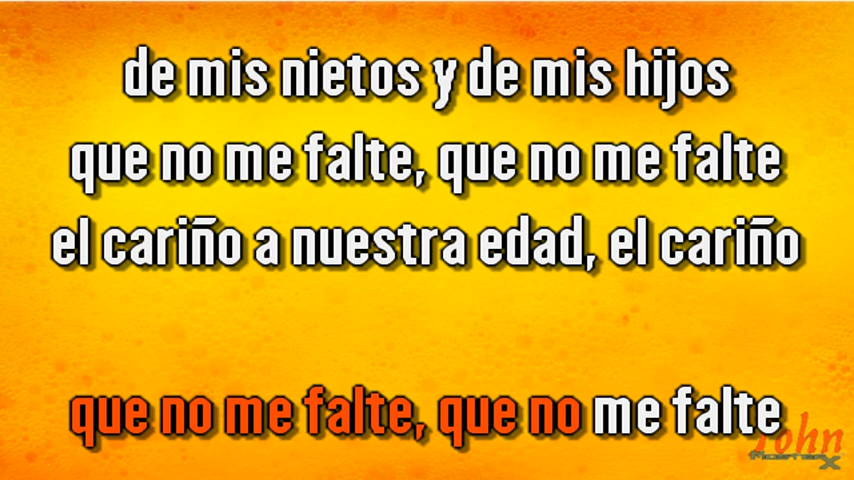 de mis nietos y de mis hijos
que no me falte, que no me falte
el cariño a nuestra edad, el cariño
que no me falte, que no me falte
John